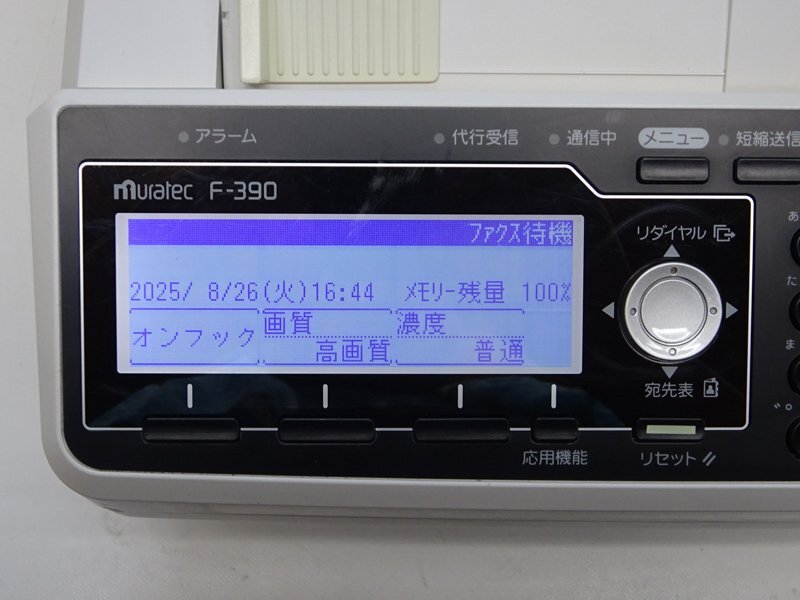 アラーム
代行受信
通信中
メニュー
短縮送信
muratec F-390
ファクス待機
リダイヤル
2025/ 8/26(火)16:44 メモリー残量 100%
オンフック
画質
高画質
濃度
普通
宛先表
応用機能
リセット
あ
た
ま
゛゜